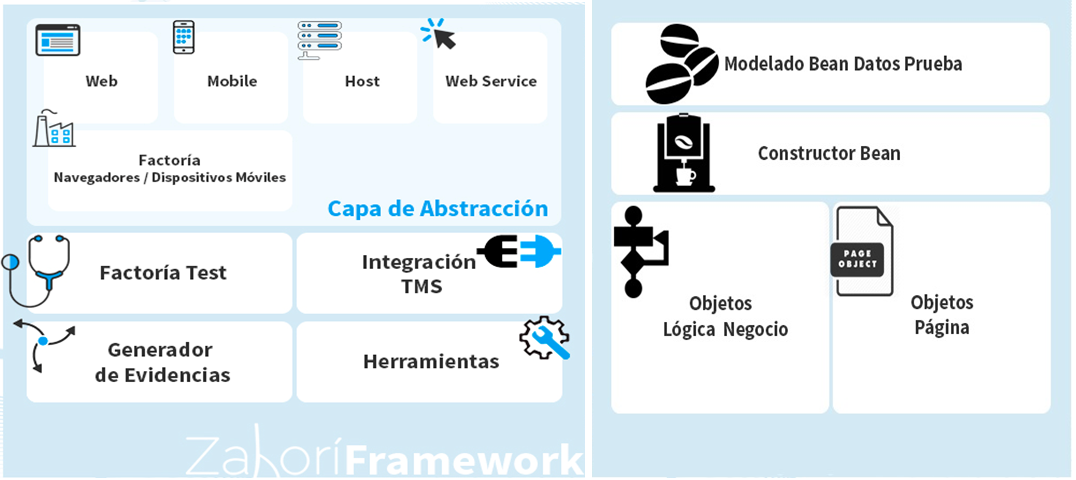 Web
Mobile
Host
Web Service
Factoría
Navegadores / Dispositivos Móviles
Capa de Abstracción
Factoría Test
Integración
TMS
Generador
de Evidencias
Herramientas
ZahoríFramework
Modelado Bean Datos Prueba
Constructor Bean
Objetos
Lógica Negocio
PAGE
OBJECT
Objetos
Página